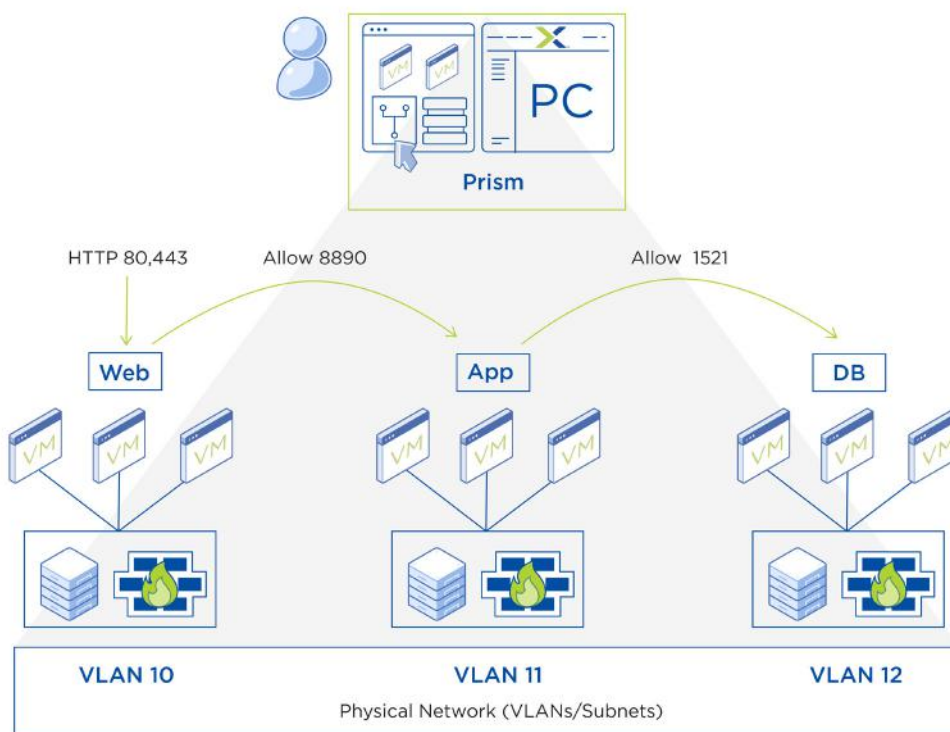 VM VM
PC
Prism
HTTP 80,443 Allow 8890 Allow 1521
Web App DB
VM VM VM VM VM VM VM VM VM
VLAN 10 VLAN 11 VLAN 12
Physical Network (VLANs/Subnets)